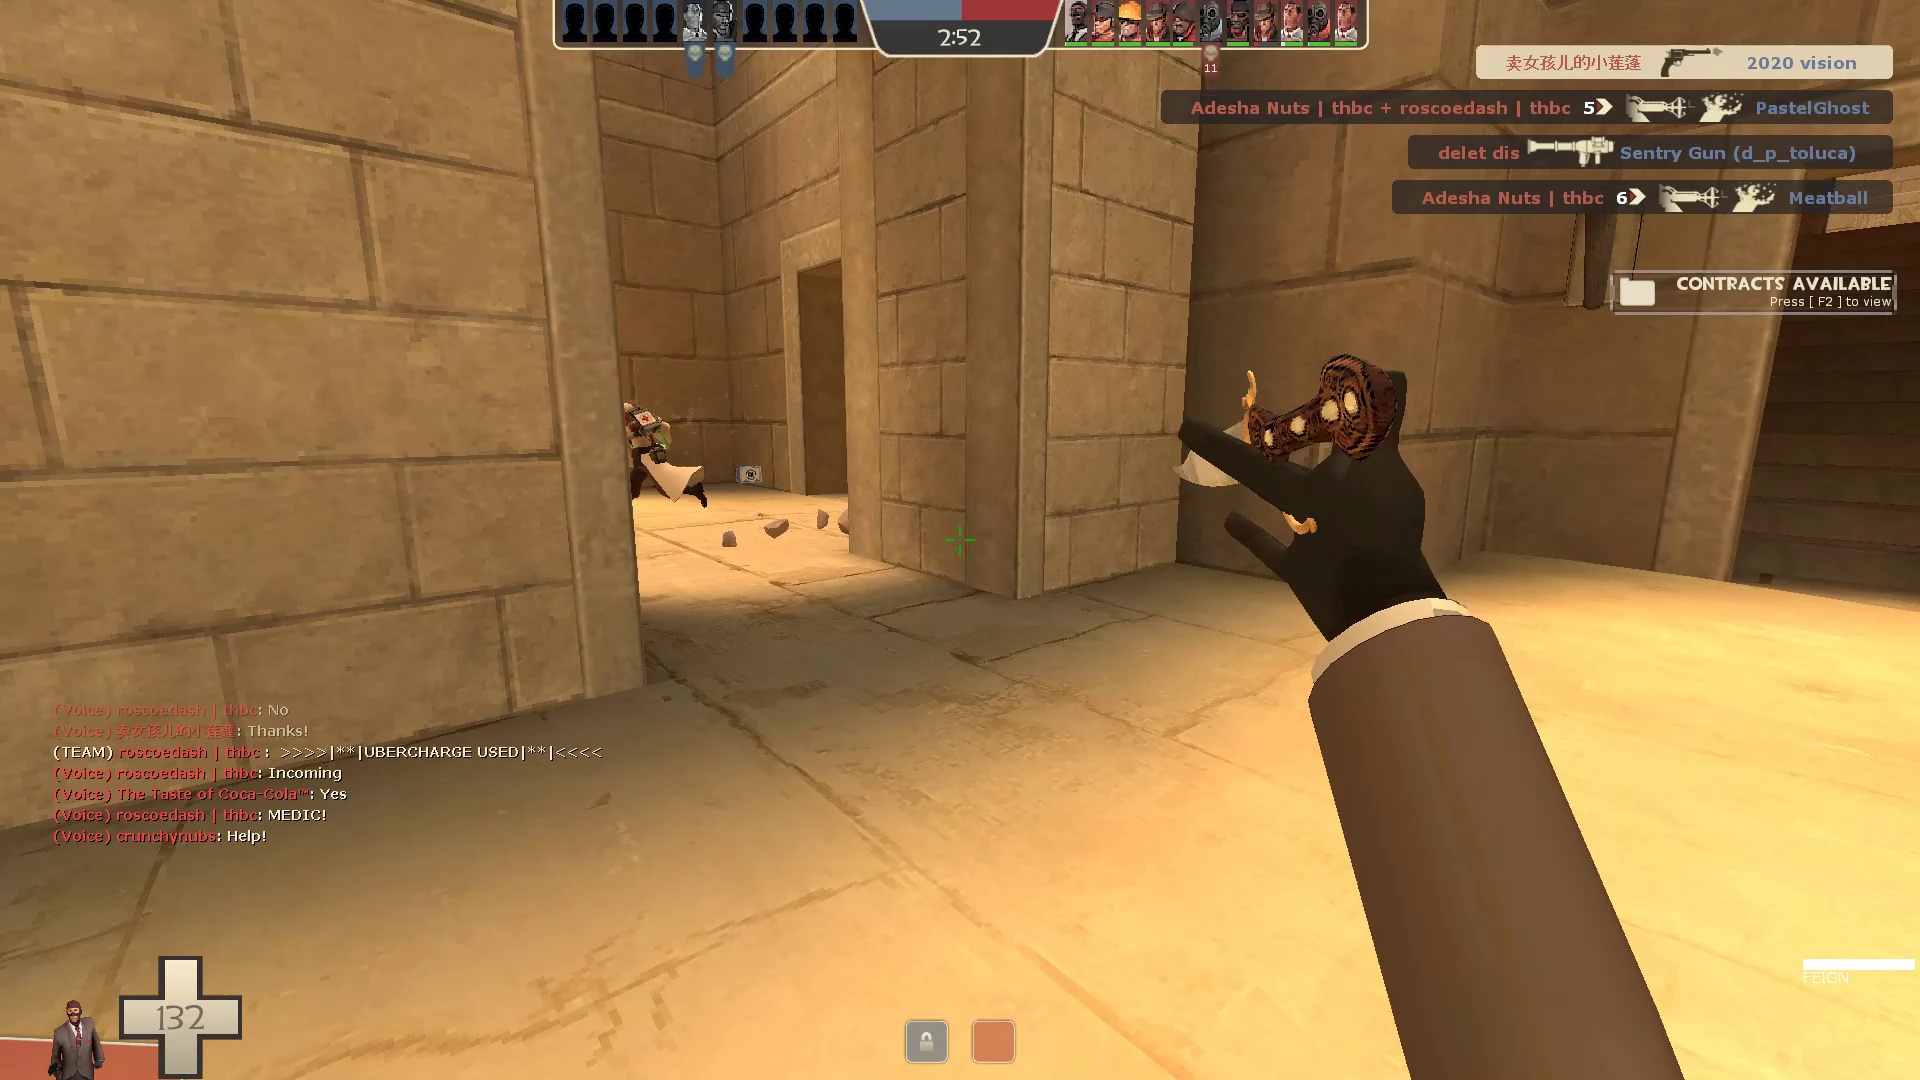 2:52
11
卖女孩儿的小莲蓬 2020 vision
Adesha Nuts | thbc + roscoedash | thbc 5 PastelGhost
delet dis Sentry Gun (d_p_toluca)
Adesha Nuts | thbc 6 Meatball
CONTRACTS AVAILABLE
Press [ F2 ] to view
(Voice) roscoedash | thbc: No
(Voice) 卖女孩儿的小莲蓬: Thanks!
(TEAM) roscoedash | thbc : >>>>|**|UBERCHARGE USED|**|<<<<
(Voice) roscoedash | thbc: Incoming
(Voice) The Taste of Coca-Cola™: Yes
(Voice) roscoedash | thbc: MEDIC!
(Voice) crunchynubs: Help!
FEIGN
132